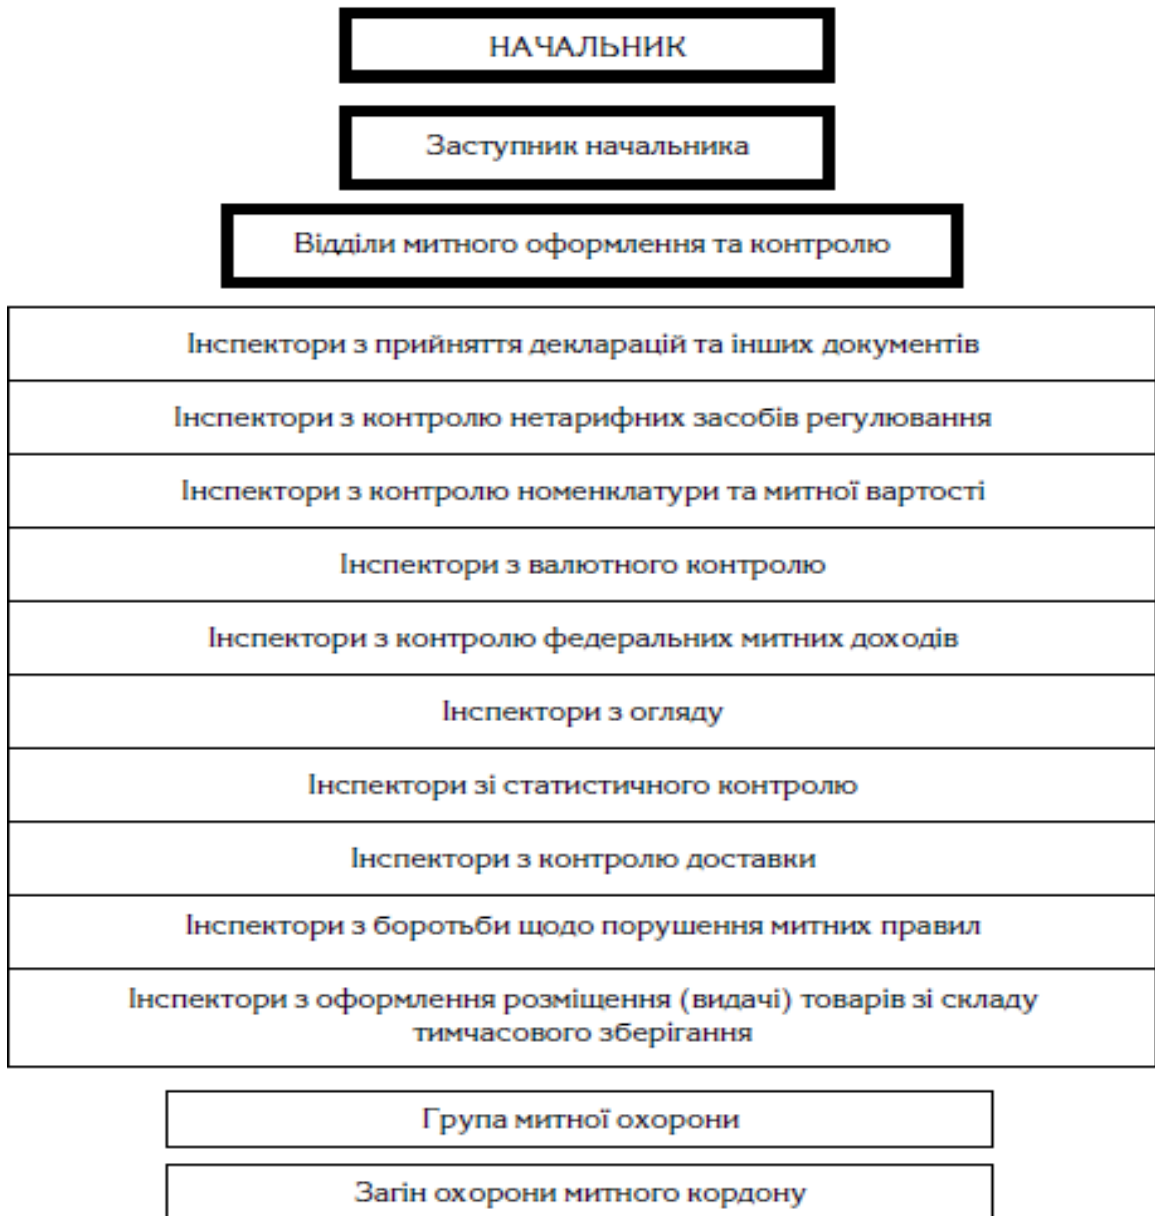 НАЧАЛЬНИК
Заступник начальника
Відділи митного оформлення та контролю
Інспектори з прийняття декларацій та інших документів
Інспектори з контролю нетарифних засобів регулювання
Інспектори з контролю номенклатури та митної вартості
Інспектори з валютного контролю
Інспектори з контролю федеральних митних доходів
Інспектори з огляду
Інспектори зі статистичного контролю
Інспектори з контролю доставки
Інспектори з боротьби щодо порушення митних правил
Інспектори з оформлення розміщення (видачі) товарів зі складу
тимчасового зберігання
Група митної охорони
Загін охорони митного кордону